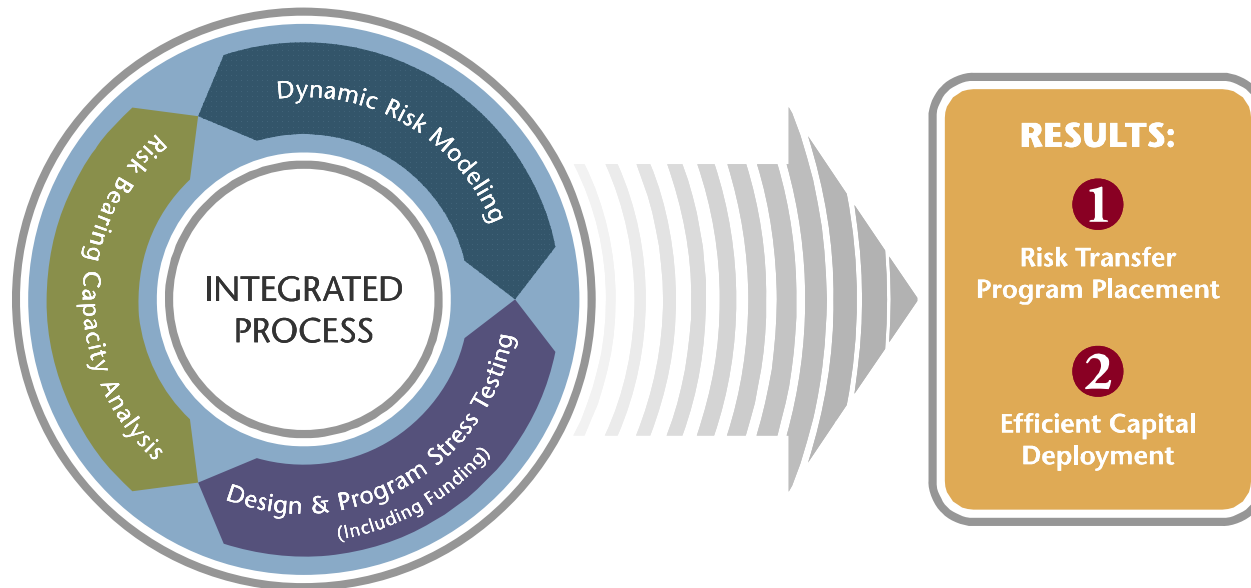 Dynamic Risk Modeling
Risk Bearing Capacity Analysis
INTEGRATED
PROCESS
Design & Program Stress Testing
(Including Funding)
RESULTS:
1
Risk Transfer
Program Placement
2
Efficient Capital
Deployment